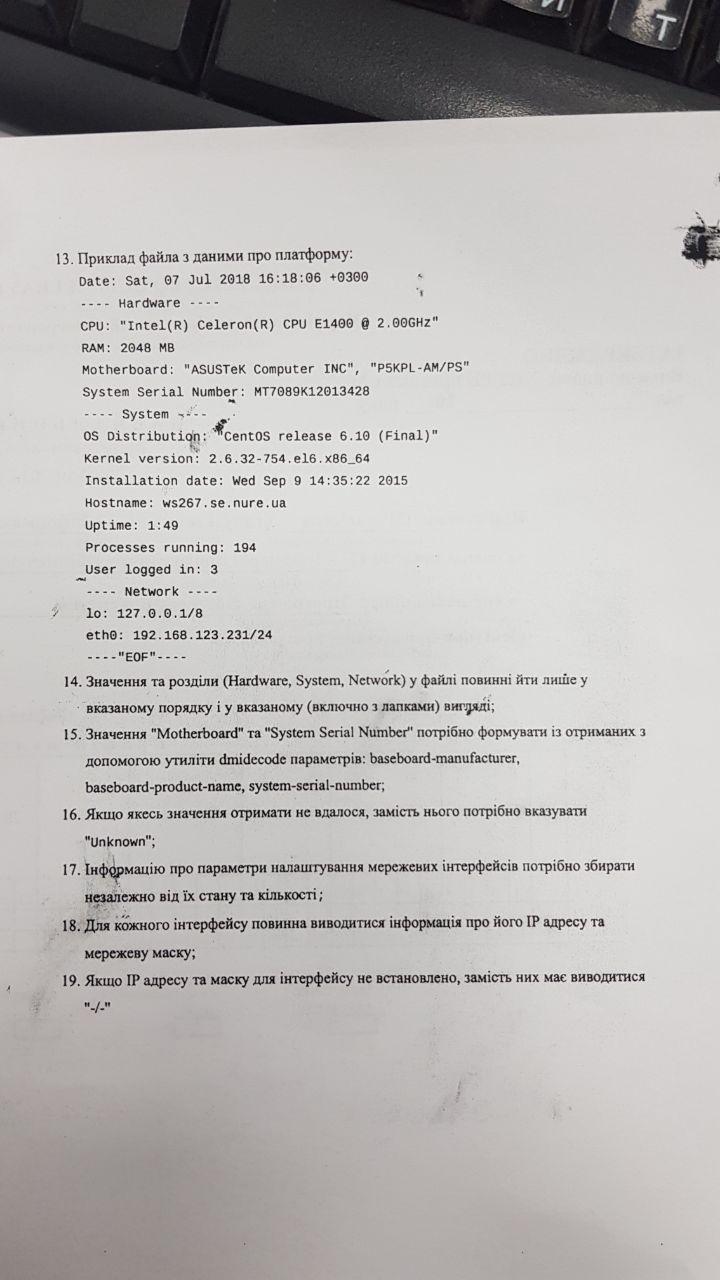 И
Т
13. Приклад файла з даними про платформу:
Date: Sat, 07 Jul 2018 16:18:06 +0300
---- Hardware ----
CPU: "Intel(R) Celeron(R) CPU E1400 @ 2.00GHz"
RAM: 2048 MB
Motherboard: "ASUSTeK Computer INC", "P5KPL-AM/PS"
System Serial Number: MT7089K12013428
---- System ----
OS Distribution: "CentOS release 6.10 (Final)"
Kernel version: 2.6.32-754.el6.x86_64
Installation date: Wed Sep 9 14:35:22 2015
Hostname: ws267.se.nure.ua
Uptime: 1:49
Processes running: 194
User logged in: 3
---- Network ----
lo: 127.0.0.1/8
eth0: 192.168.123.231/24
----"EOF"----
14. Значення та розділи (Hardware, System, Network) у файлі повинні йти лише у
вказаному порядку і у вказаному (включно з лапками) вигляді;
15. Значення "Motherboard" та "System Serial Number" потрібно формувати із отриманих з
допомогою утиліти dmidecode параметрів: baseboard-manufacturer,
baseboard-product-name, system-serial-number;
16. Якщо якесь значення отримати не вдалося, замість нього потрібно вказувати
"Unknown";
17. Інформацію про параметри налаштування мережевих інтерфейсів потрібно збирати
незалежно від їх стану та кількості;
18. Для кожного інтерфейсу повинна виводитися інформація про його IP адресу та
мережеву маску;
19. Якщо IP адресу та маску для інтерфейсу не встановлено, замість них має виводитися
"-/-"